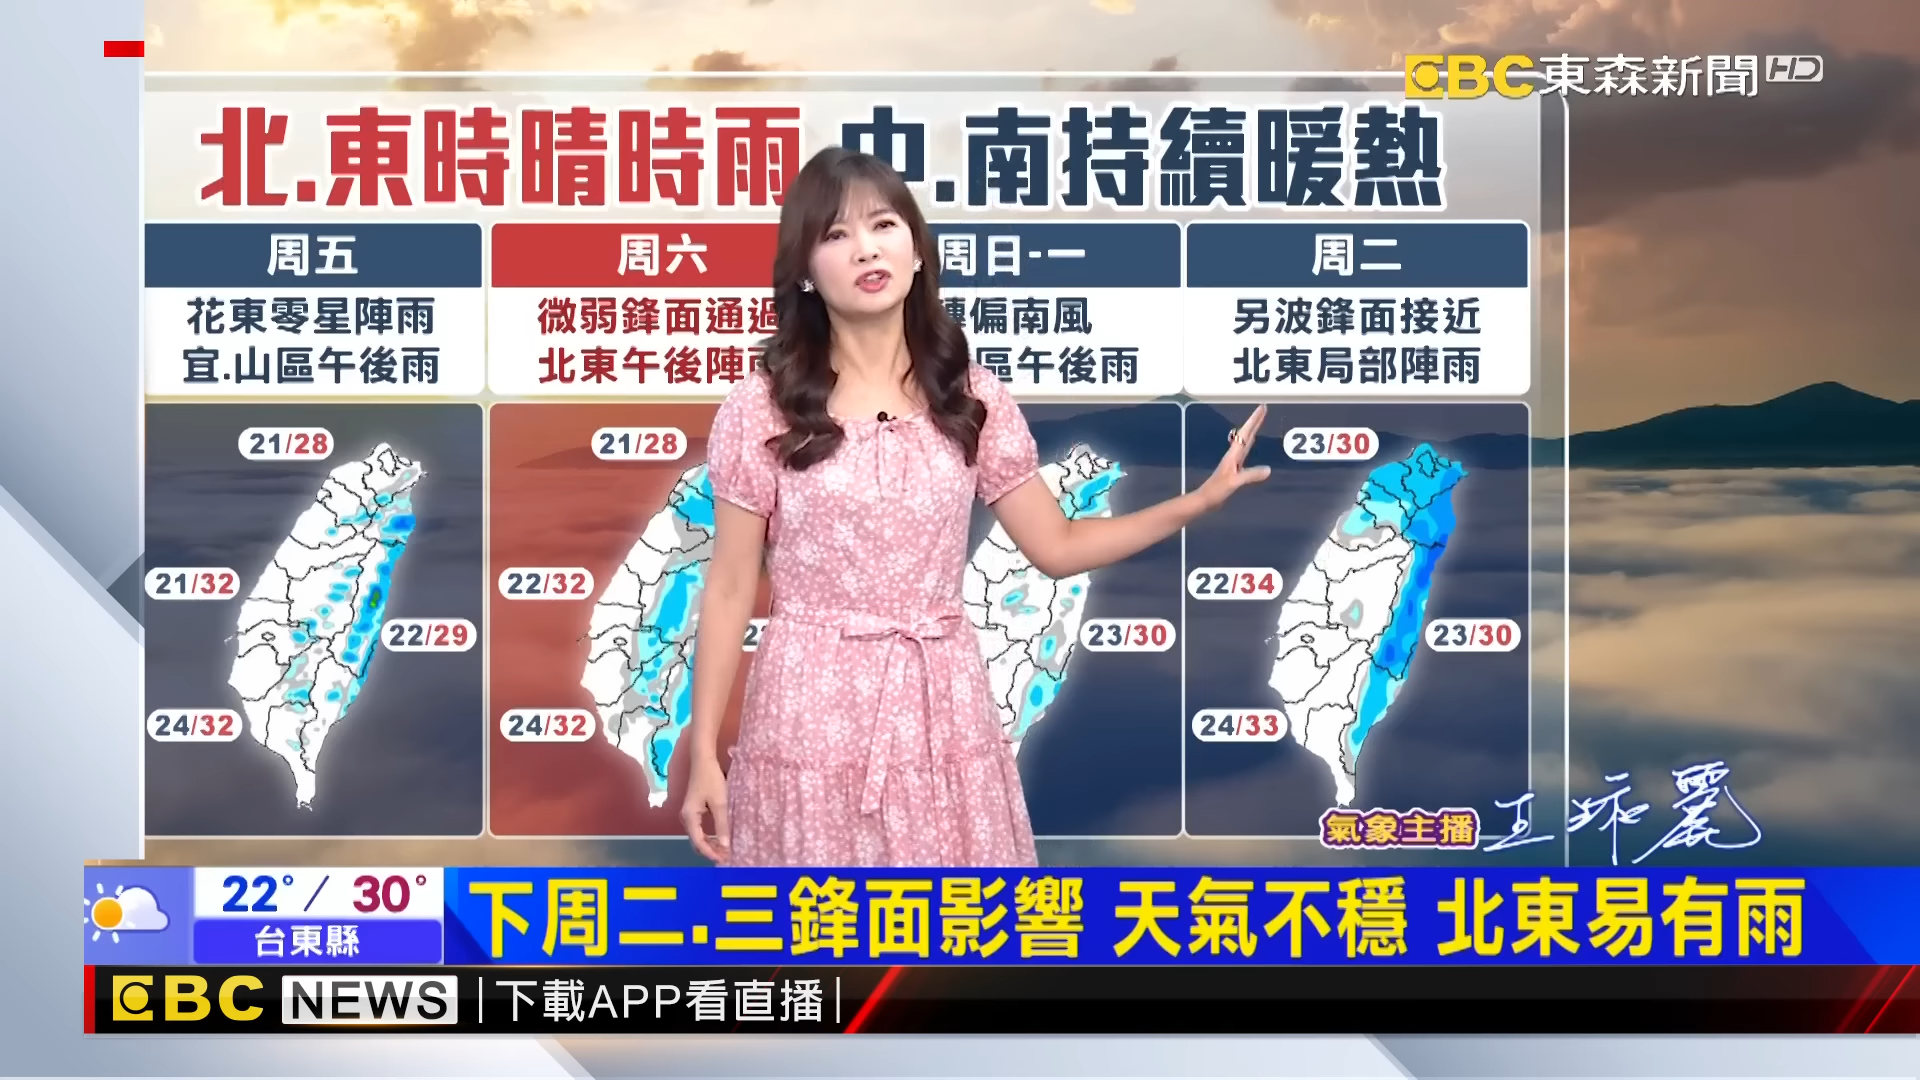 EBC東森新聞HD
北.東時晴時雨 中.南持續暖熱
周五
花東零星陣雨
宜.山區午後雨
21/28
21/32
22/29
24/32
周六
微弱鋒面通過
北東午後陣雨
21/28
22/32
24/32
周日-一
偏南風
區午後雨
23/30
周二
另波鋒面接近
北東局部陣雨
23/30
22/34
23/30
24/33
氣象主播
22°/30°
台東縣
下周二.三鋒面影響 天氣不穩 北東易有雨
EBC NEWS |下載APP看直播|